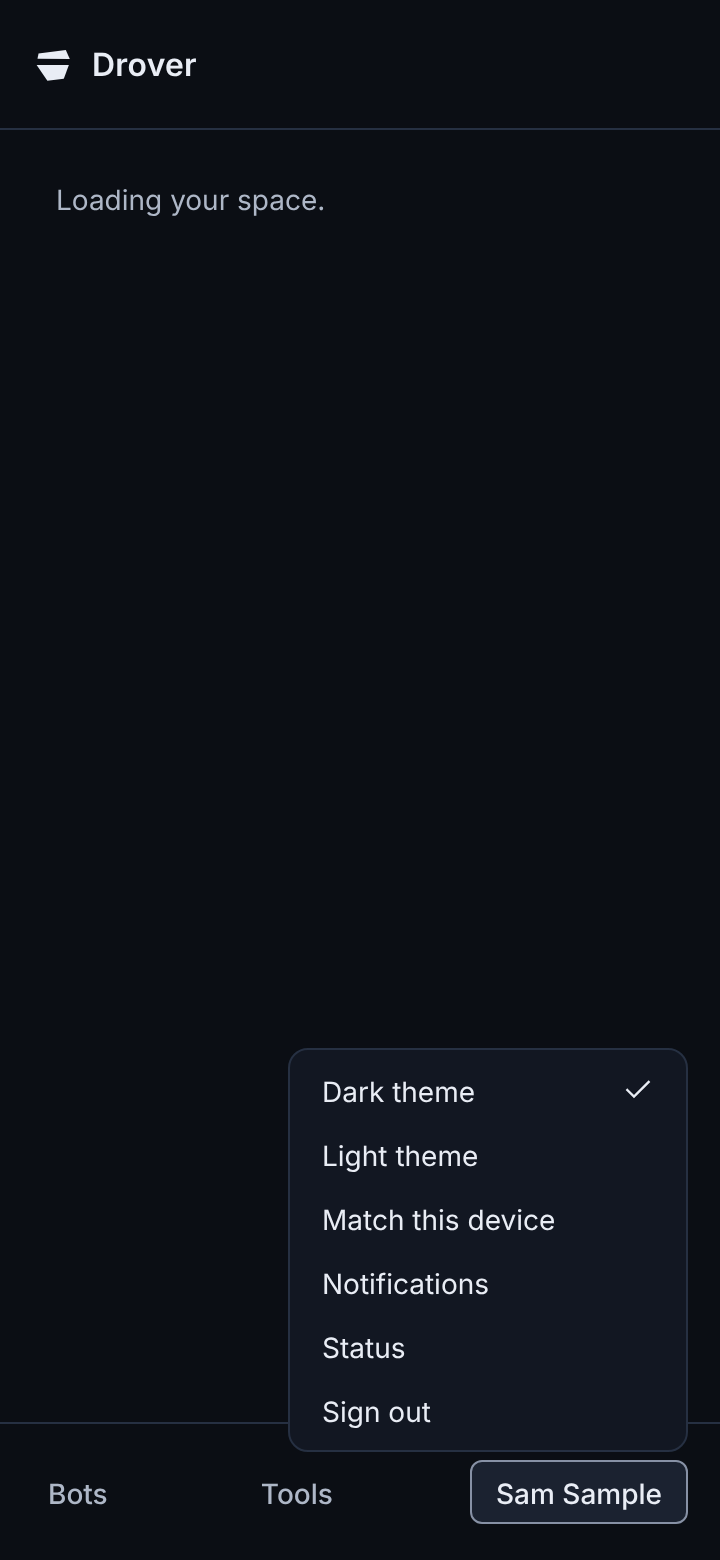 Drover
Loading your space.
Dark theme
Light theme
Match this device
Notifications
Status
Sign out
Bots
Tools
Sam Sample